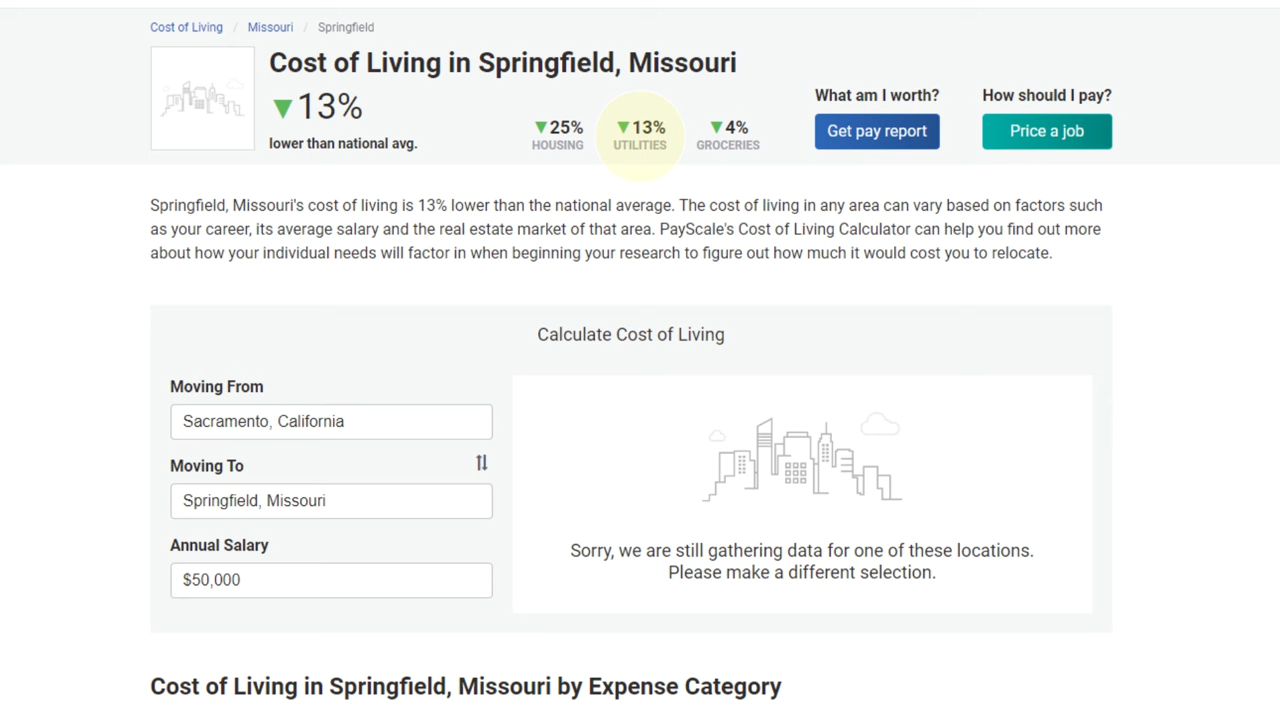 Cost of Living / Missouri / Springfield
Cost of Living in Springfield, Missouri
▼13%
lower than national avg.
▼25%
HOUSING
▼13%
UTILITIES
▼4%
GROCERIES
What am I worth?
Get pay report
How should I pay?
Price a job
Springfield, Missouri's cost of living is 13% lower than the national average. The cost of living in any area can vary based on factors such
as your career, its average salary and the real estate market of that area. PayScale's Cost of Living Calculator can help you find out more
about how your individual needs will factor in when beginning your research to figure out how much it would cost you to relocate.
Calculate Cost of Living
Moving From
Sacramento, California
Moving To
Springfield, Missouri
Annual Salary
$50,000
Sorry, we are still gathering data for one of these locations.
Please make a different selection.
Cost of Living in Springfield, Missouri by Expense Category